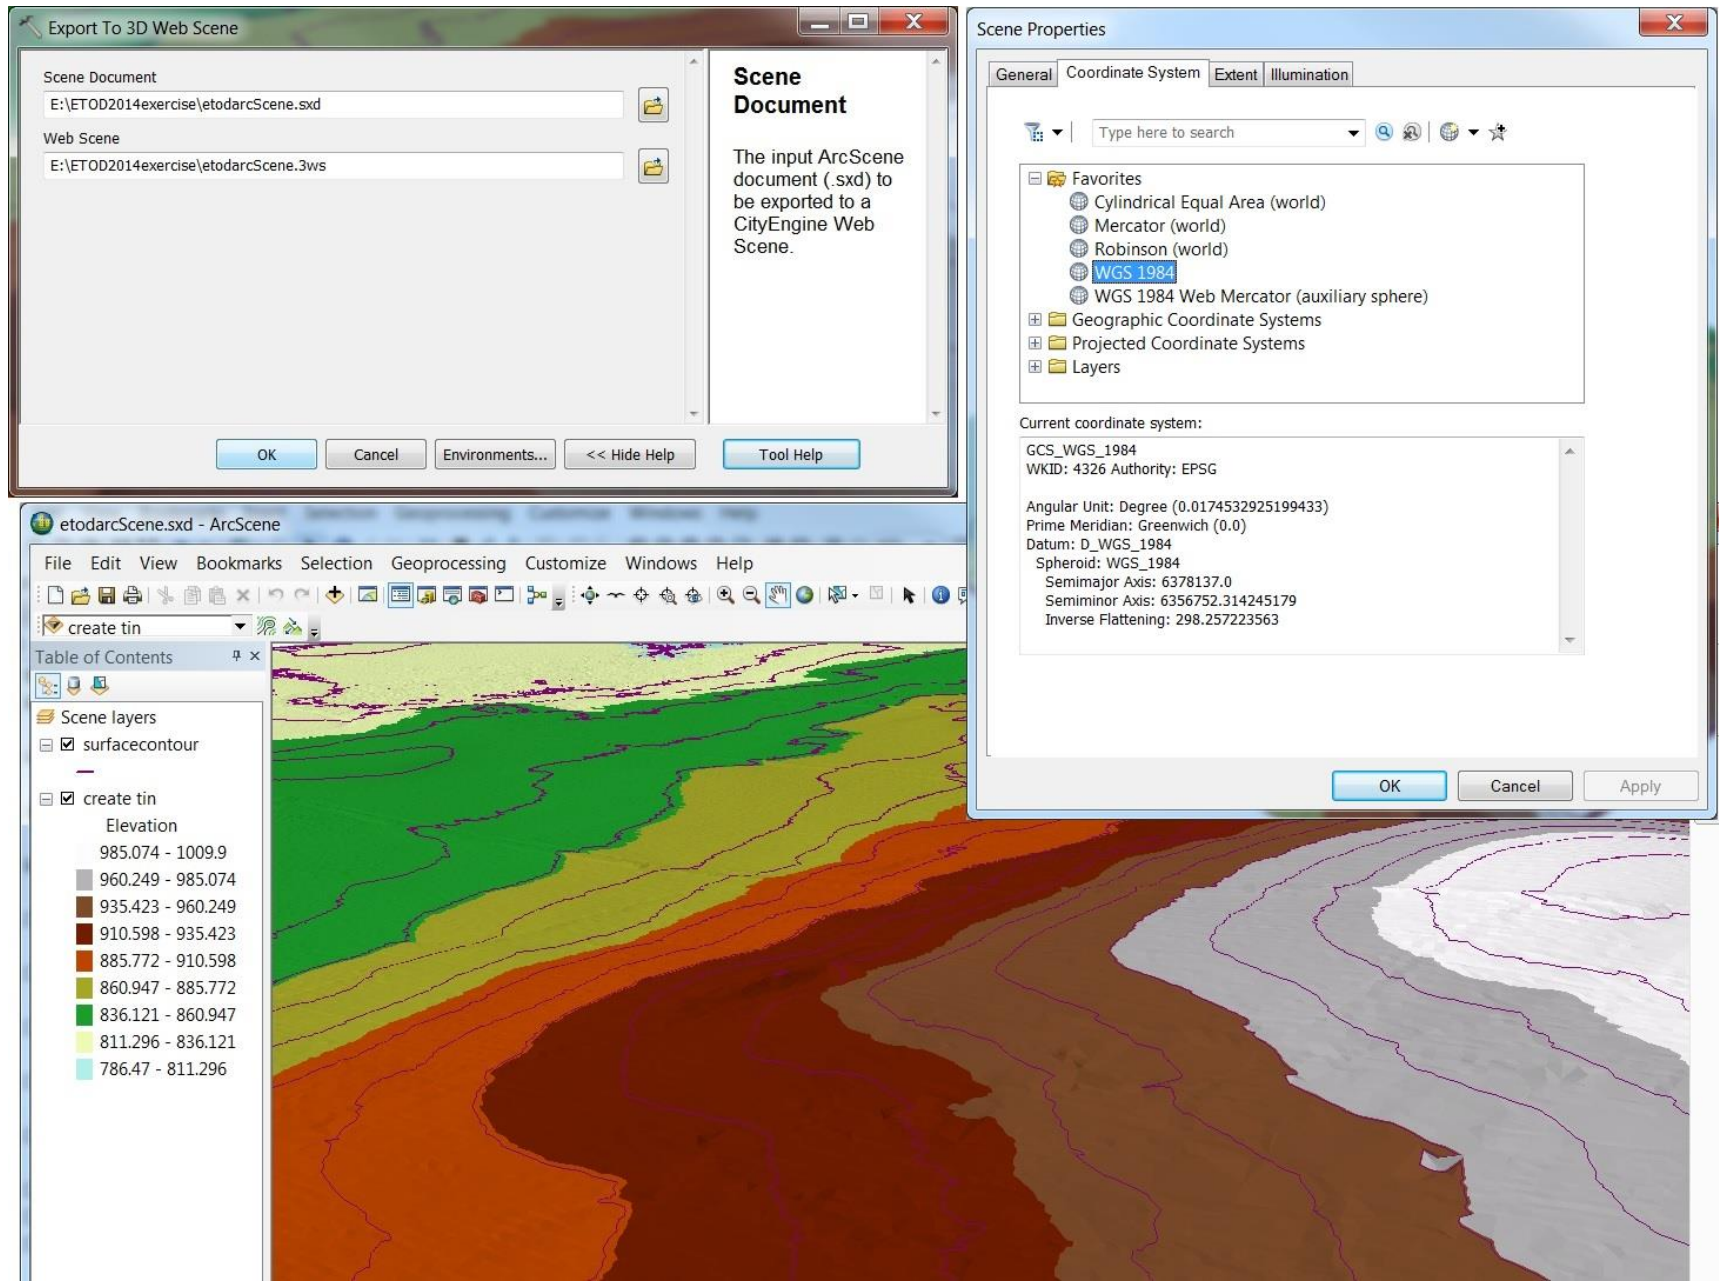 Export To 3D Web Scene
Scene Document
E:\ETOD2014exercise\etodarcScene.sxd
Web Scene
E:\ETOD2014exercise\etodarcScene.3ws
OK
Cancel
Environments...
<< Hide Help
Scene
Document
The input ArcScene
document (.sxd) to
be exported to a
CityEngine Web
Scene.
Tool Help
Scene Properties
General
Coordinate System
Extent
Illumination
Type here to search
Favorites
Cylindrical Equal Area (world)
Mercator (world)
Robinson (world)
WGS 1984
WGS 1984 Web Mercator (auxiliary sphere)
Geographic Coordinate Systems
Projected Coordinate Systems
Layers
Current coordinate system:
GCS_WGS_1984
WKID: 4326 Authority: EPSG
Angular Unit: Degree (0.0174532925199433)
Prime Meridian: Greenwich (0.0)
Datum: D_WGS_1984
Spheroid: WGS_1984
Semimajor Axis: 6378137.0
Semiminor Axis: 6356752.314245179
Inverse Flattening: 298.257223563
OK
Cancel
Apply
etodarcScene.sxd - ArcScene
File Edit View Bookmarks Selection Geoprocessing Customize Windows Help
create tin
Table of Contents
Scene layers
surfacecontour
create tin
Elevation
985.074 - 1009.9
960.249 - 985.074
935.423 - 960.249
910.598 - 935.423
885.772 - 910.598
860.947 - 885.772
836.121 - 860.947
811.296 - 836.121
786.47 - 811.296